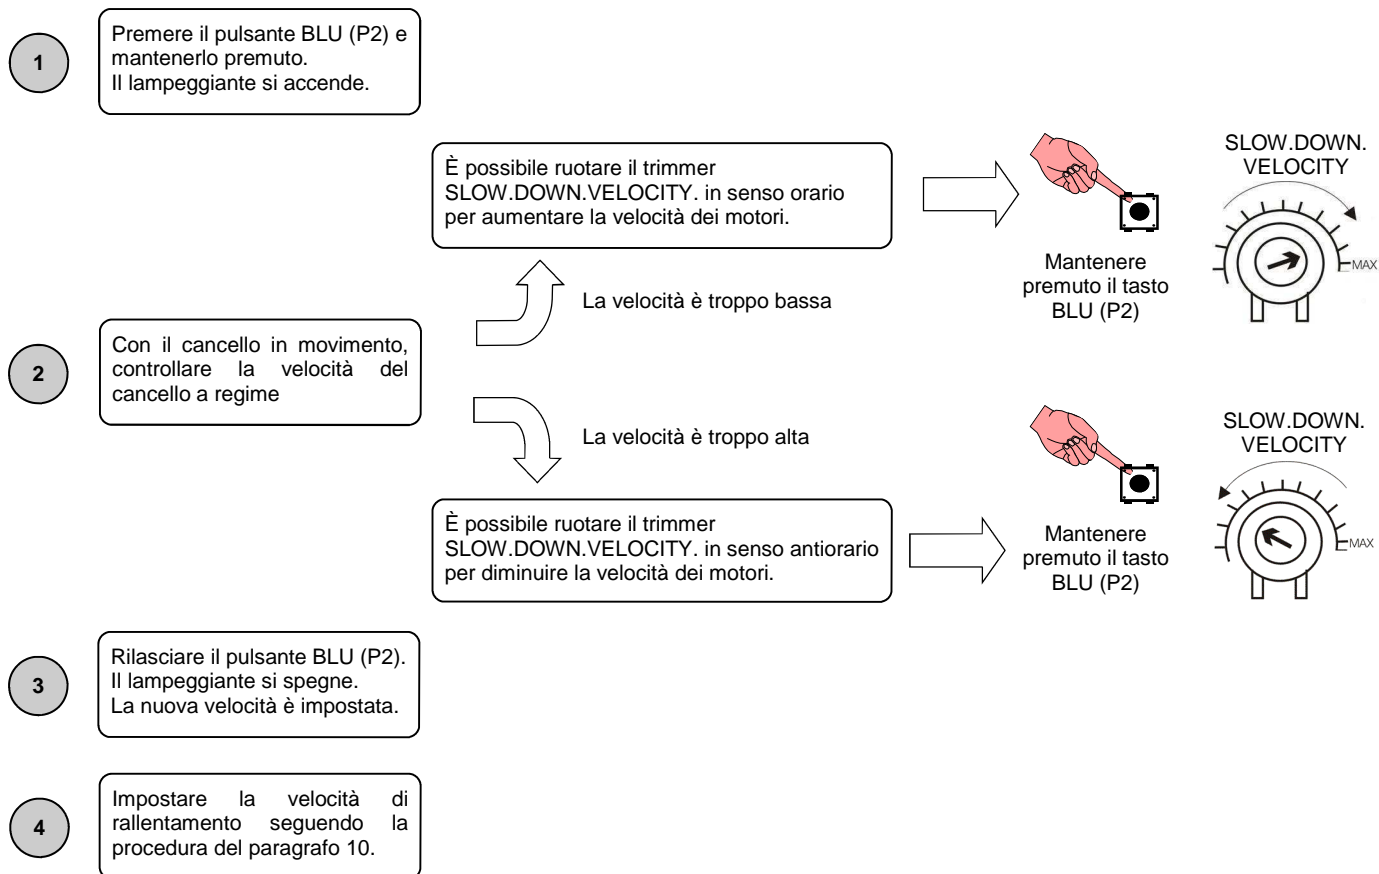 1
Premere il pulsante BLU (P2) e
mantenerlo premuto.
Il lampeggiante si accende.
È possibile ruotare il trimmer
SLOW.DOWN.VELOCITY. in senso orario
per aumentare la velocità dei motori.
Mantenere
premuto il tasto
BLU (P2)
SLOW.DOWN.
VELOCITY
MAX
La velocità è troppo bassa
2
Con il cancello in movimento,
controllare la velocità del
cancello a regime
La velocità è troppo alta
È possibile ruotare il trimmer
SLOW.DOWN.VELOCITY. in senso antiorario
per diminuire la velocità dei motori.
Mantenere
premuto il tasto
BLU (P2)
SLOW.DOWN.
VELOCITY
MAX
3
Rilasciare il pulsante BLU (P2).
Il lampeggiante si spegne.
La nuova velocità è impostata.
4
Impostare la velocità di
rallentamento seguendo la
procedura del paragrafo 10.